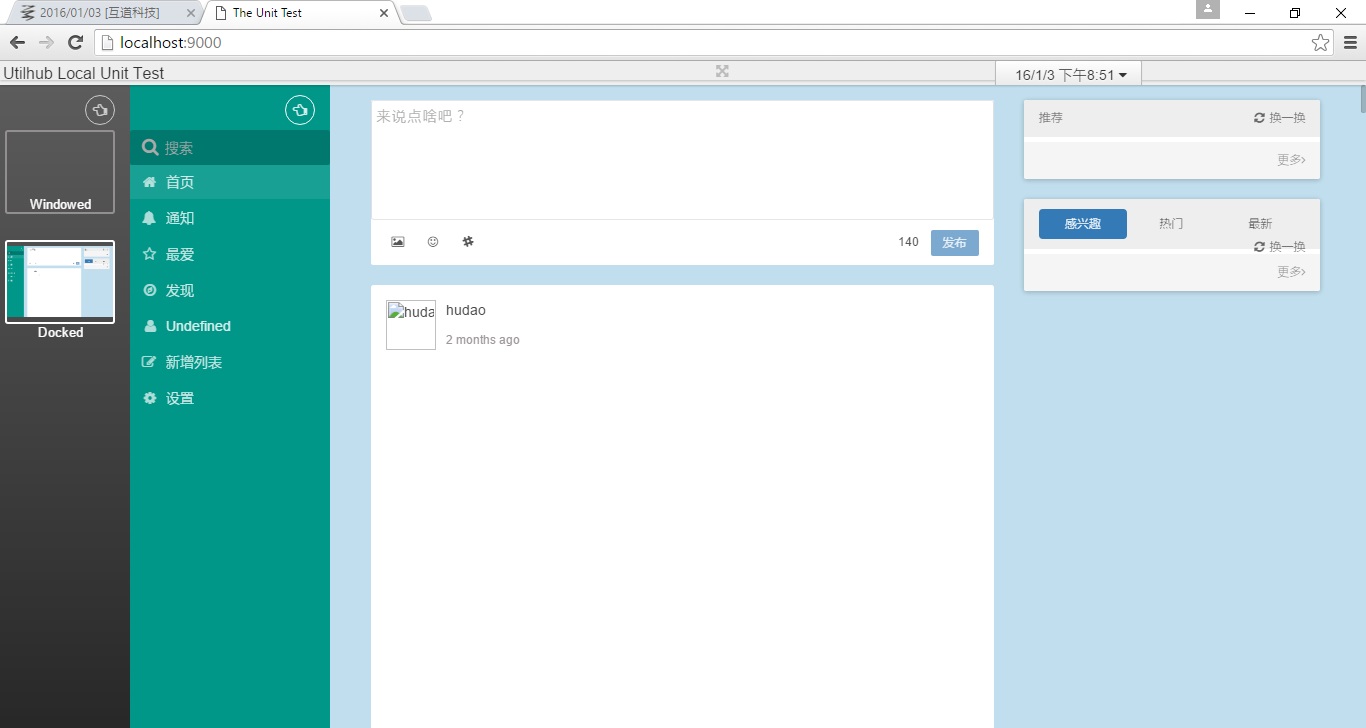 2016/01/03 [互道科技]
The Unit Test
localhost:9000
Utilhub Local Unit Test
16/1/3 下午8:51
Windowed
Docked
搜索
首页
通知
最爱
发现
Undefined
新增列表
设置
来说点啥吧？
140
发布
huda
hudao
2 months ago
推荐
换一换
更多›
感兴趣
热门
最新
换一换
更多›